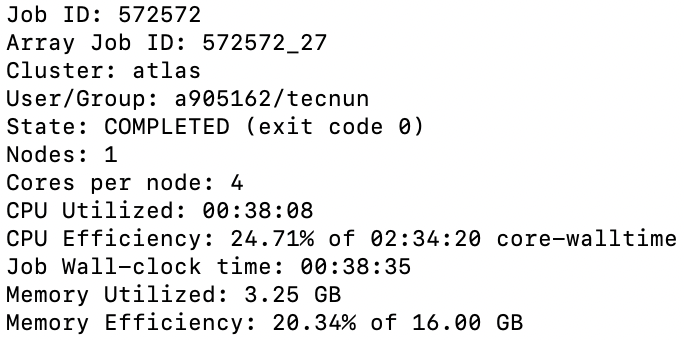 Job ID: 572572
Array Job ID: 572572_27
Cluster: atlas
User/Group: a905162/tecnun
State: COMPLETED (exit code 0)
Nodes: 1
Cores per node: 4
CPU Utilized: 00:38:08
CPU Efficiency: 24.71% of 02:34:20 core-walltime
Job Wall-clock time: 00:38:35
Memory Utilized: 3.25 GB
Memory Efficiency: 20.34% of 16.00 GB